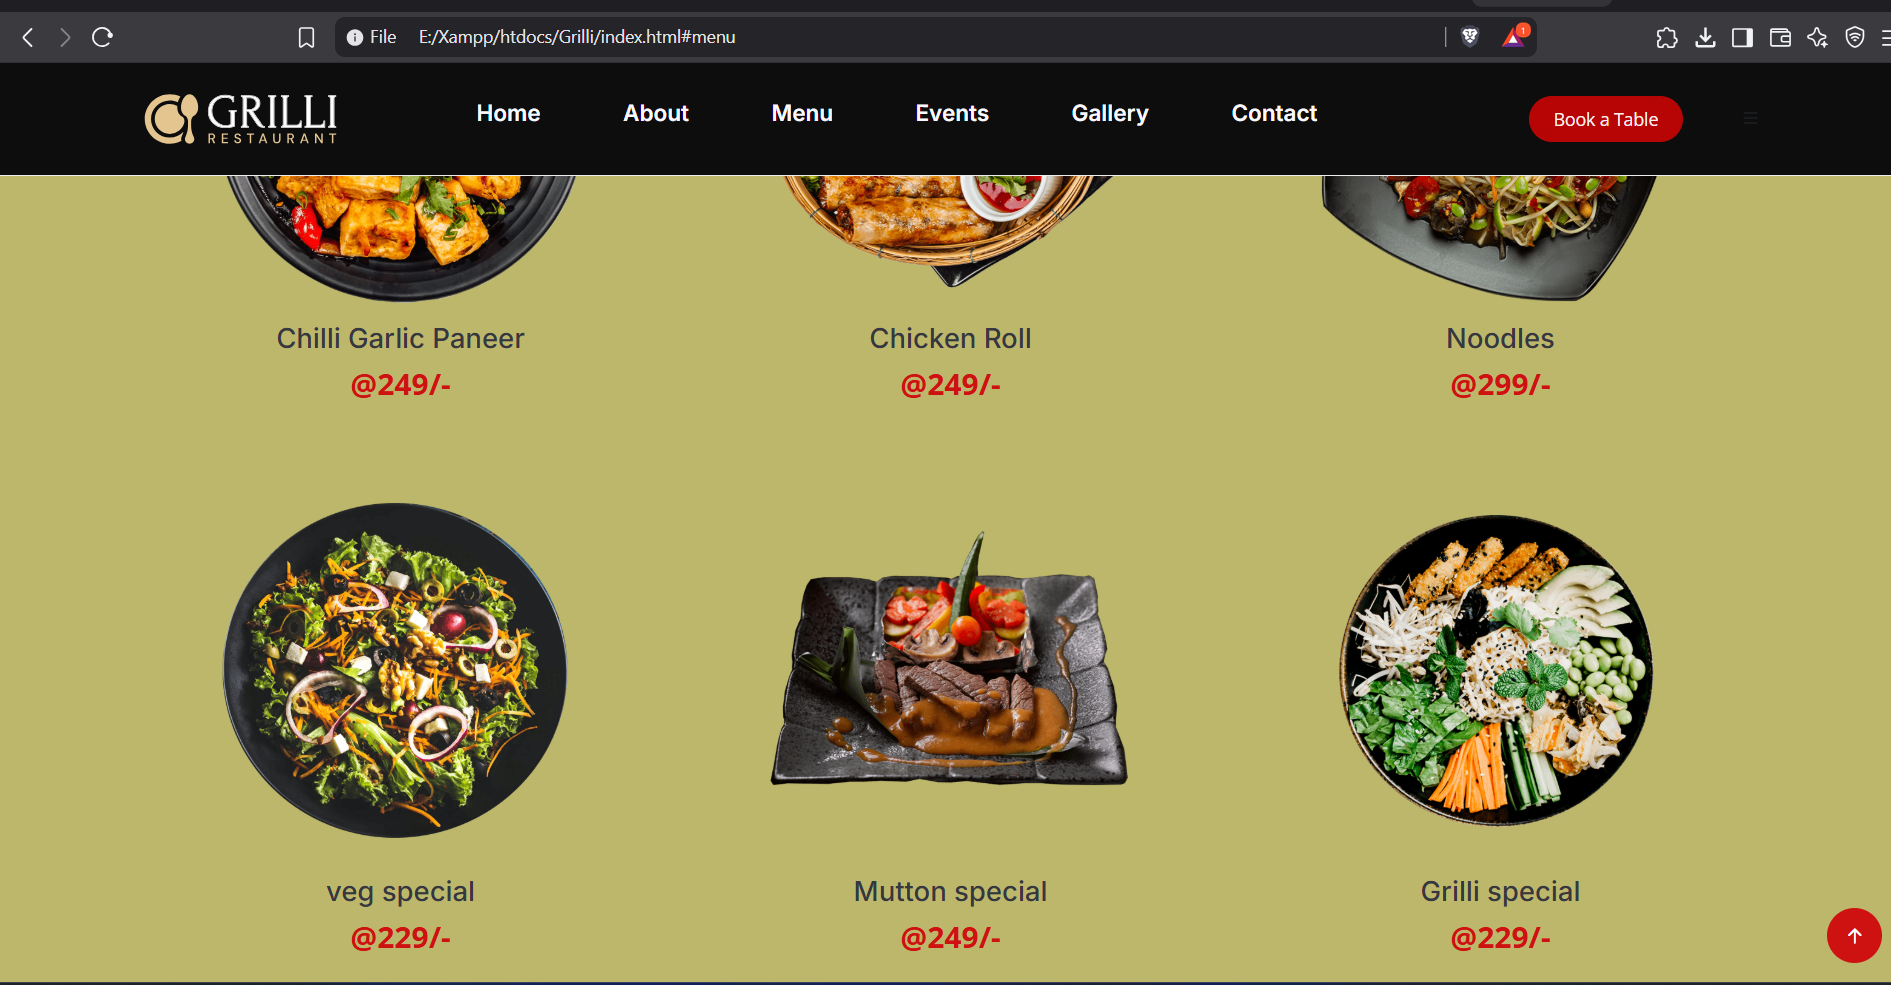 File E:/Xampp/htdocs/Grilli/index.html#menu
1
GRILLI
RESTAURANT
Home About Menu Events Gallery Contact
Book a Table
Chilli Garlic Paneer Chicken Roll Noodles
@249/- @249/- @299/-
veg special Mutton special Grilli special
@229/- @249/- @229/-